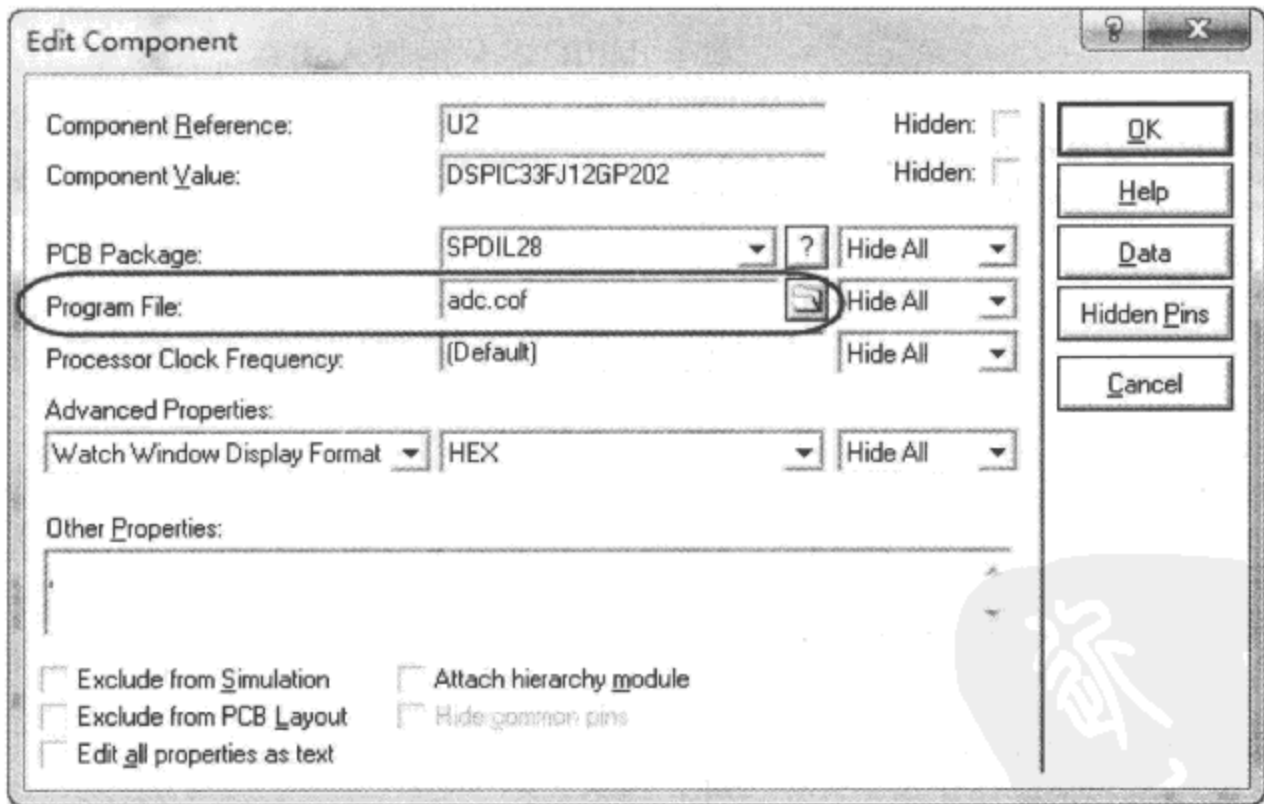 Edit Component
Component Reference: U2 Hidden:
Component Value: DSPIC33FJ12GP202 Hidden:
PCB Package: SPDIL28 ? Hide All
Program File: adc.cof Hide All
Processor Clock Frequency: (Default) Hide All
Advanced Properties:
Watch Window Display Format HEX Hide All
Other Properties:
Exclude from Simulation Attach hierarchy module
Exclude from PCB Layout Hide common pins
Edit all properties as text
OK
Help
Data
Hidden Pins
Cancel